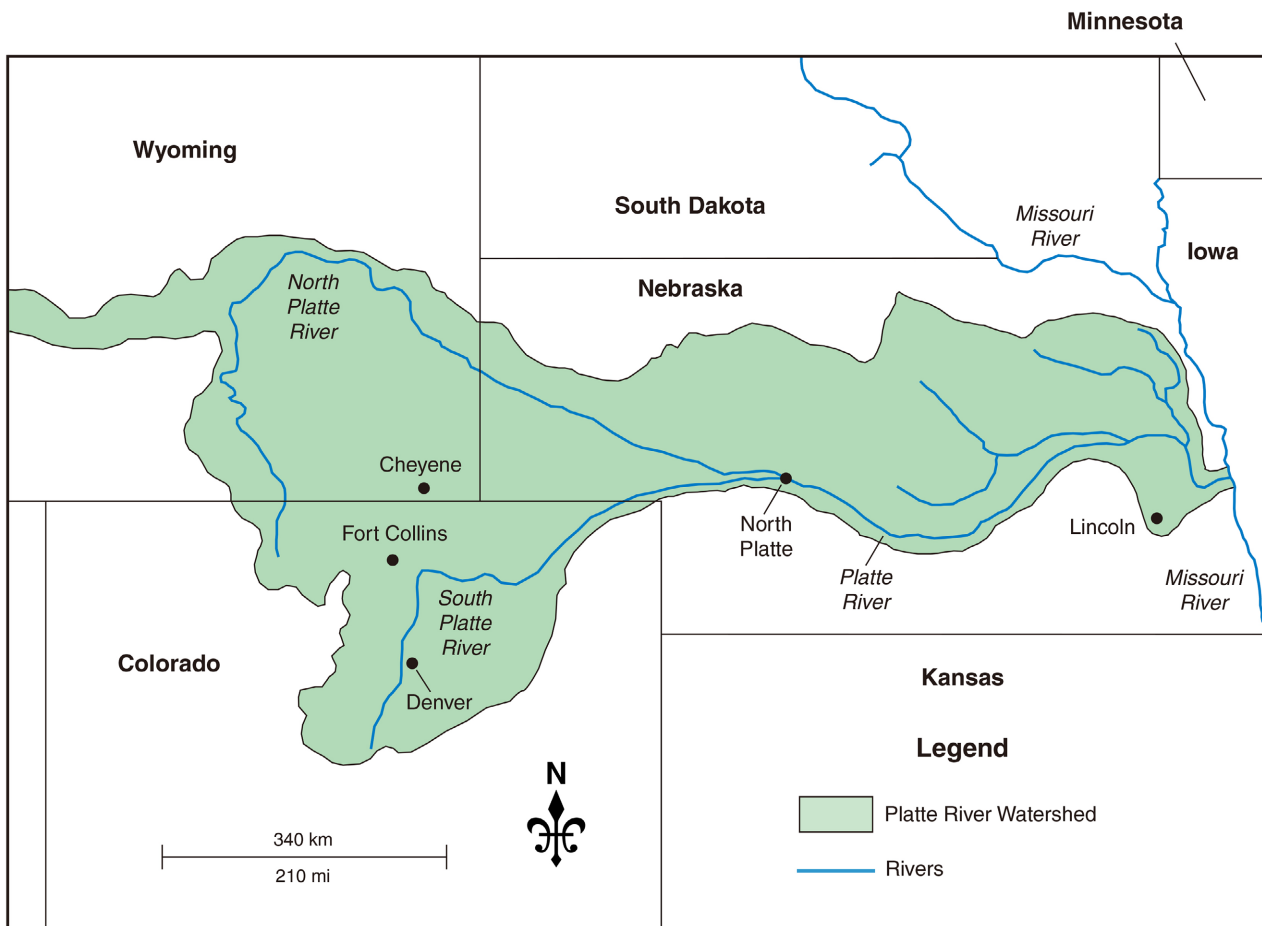 Minnesota
Wyoming
South Dakota
Missouri
River
Iowa
Nebraska
North
Platte
River
Cheyene
Fort Collins
North
Platte
Lincoln
Platte
River
Missouri
River
South
Platte
River
Colorado
Denver
Kansas
Legend
N
Platte River Watershed
340 km
210 mi
Rivers